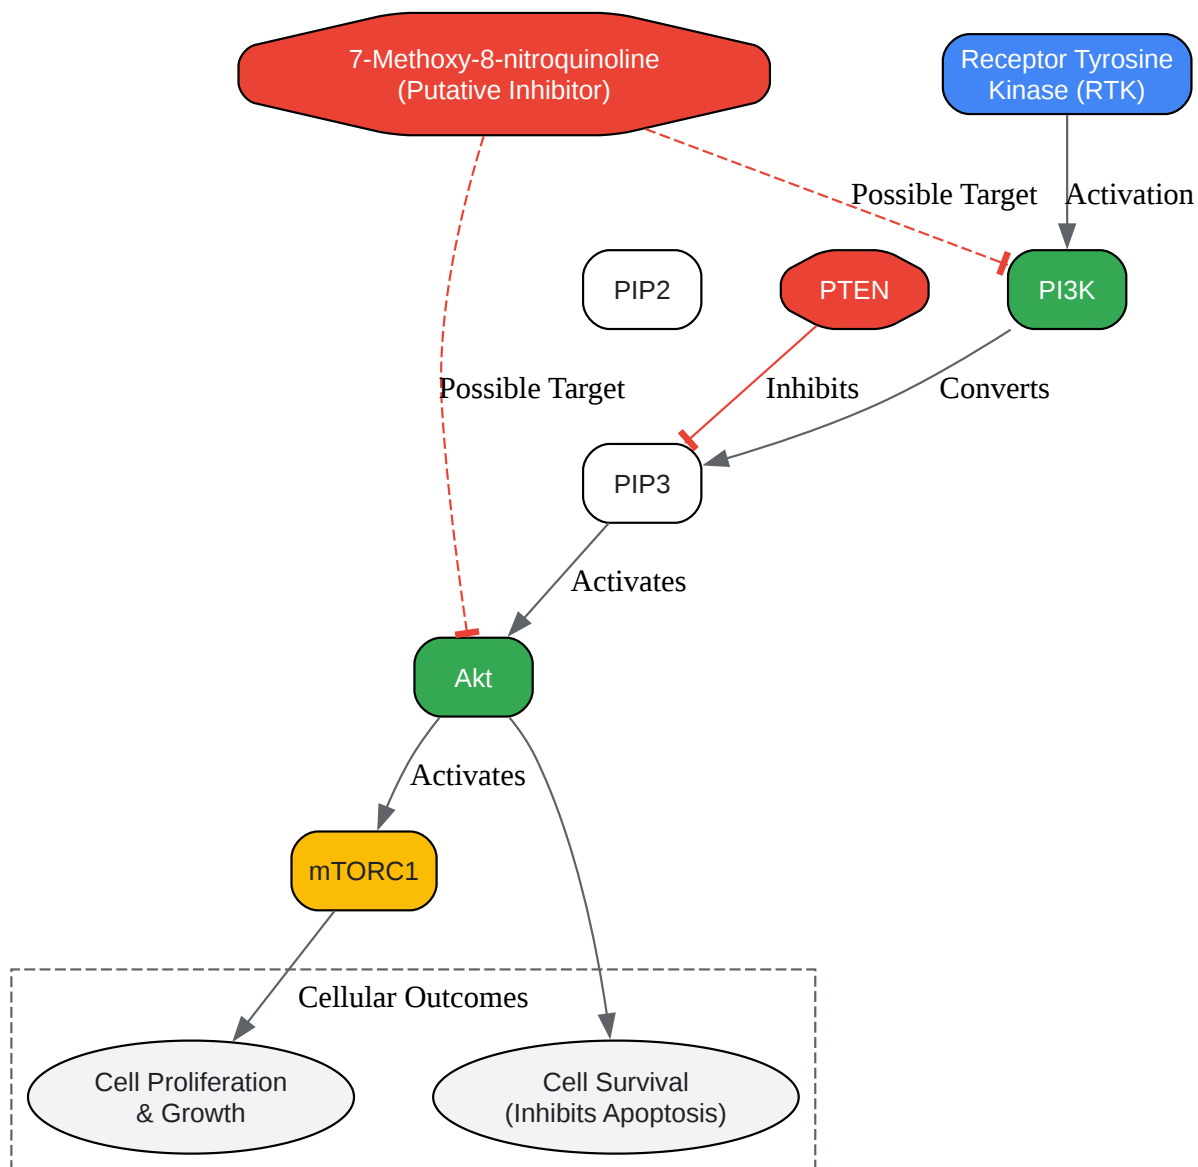 7-Methoxy-8-nitroquinoline
(Putative Inhibitor)
Receptor Tyrosine
Kinase (RTK)
Possible Target
Activation
PIP2
PTEN
PI3K
Possible Target
Inhibits
Converts
PIP3
Activates
Akt
Activates
mTORC1
Cellular Outcomes
Cell Proliferation
& Growth
Cell Survival
(Inhibits Apoptosis)